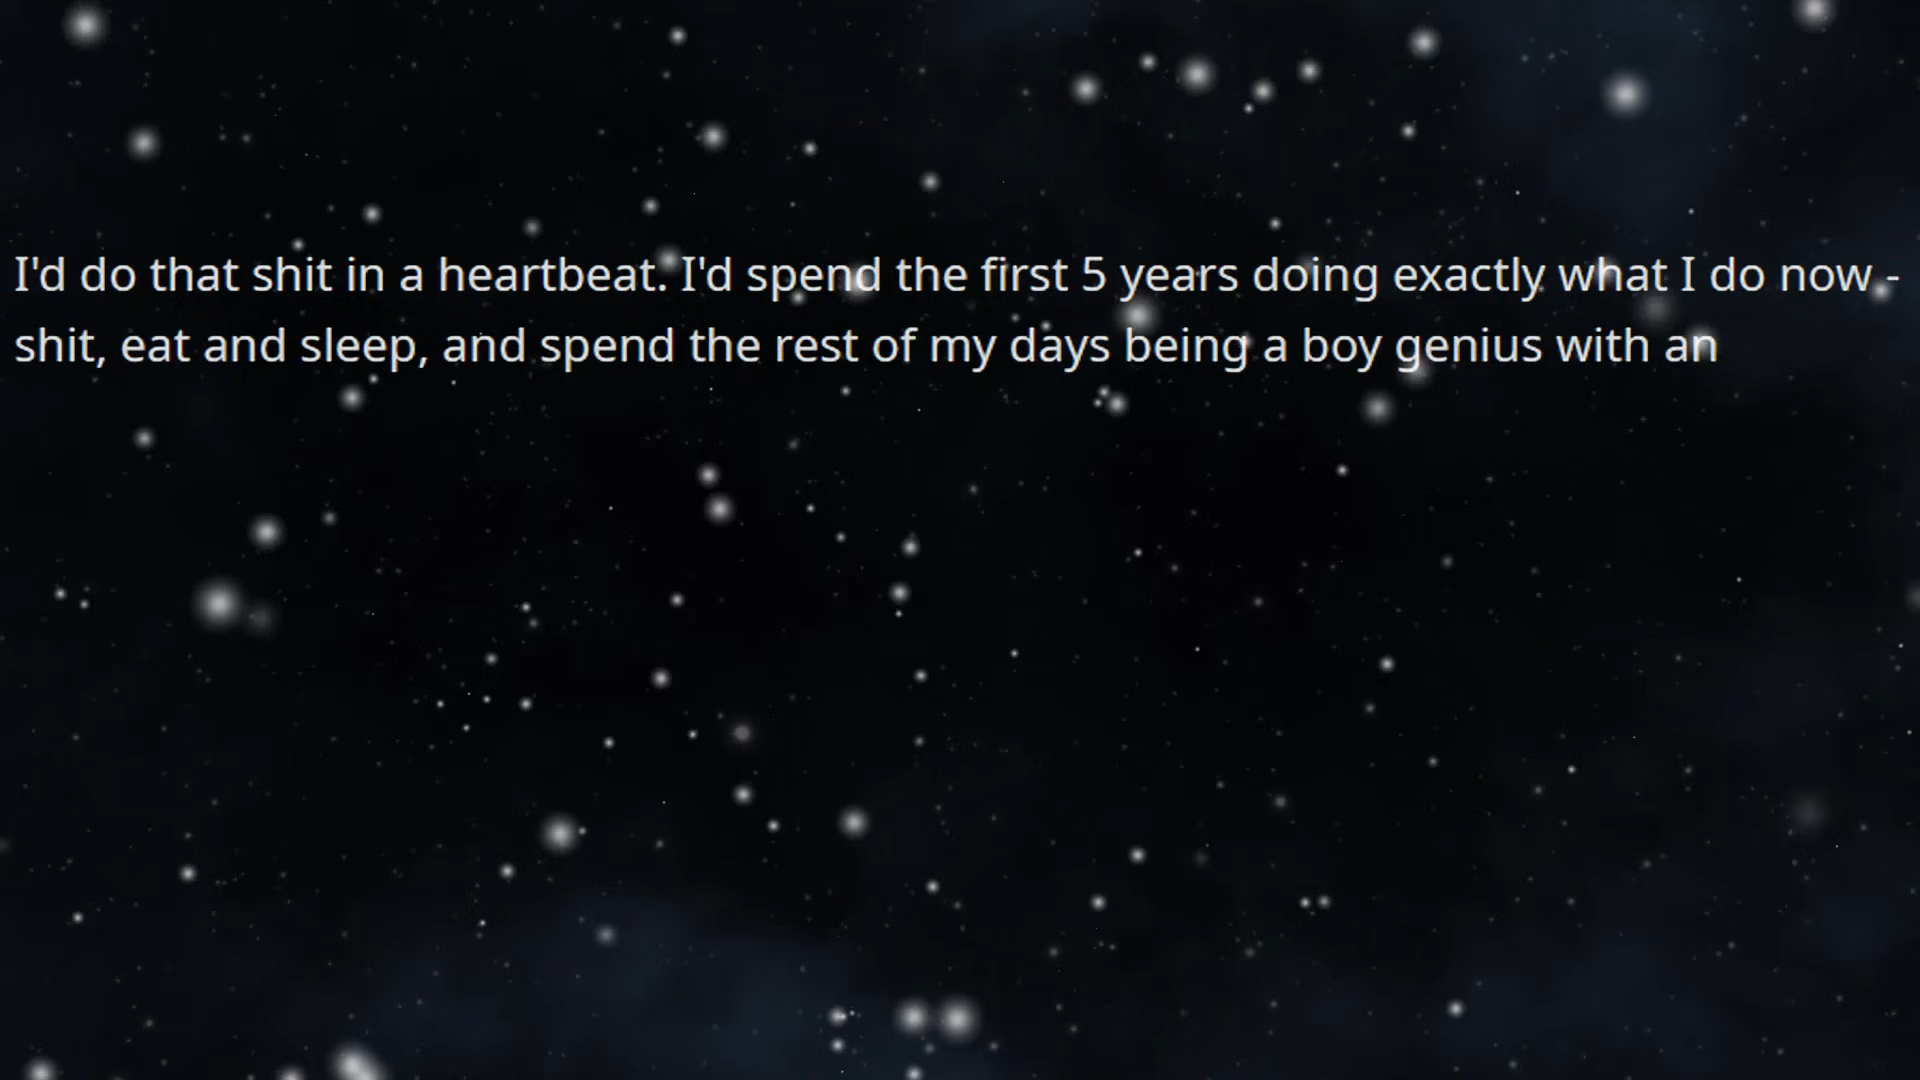 I'd do that shit in a heartbeat. I'd spend the first 5 years doing exactly what I do now -
shit, eat and sleep, and spend the rest of my days being a boy genius with an